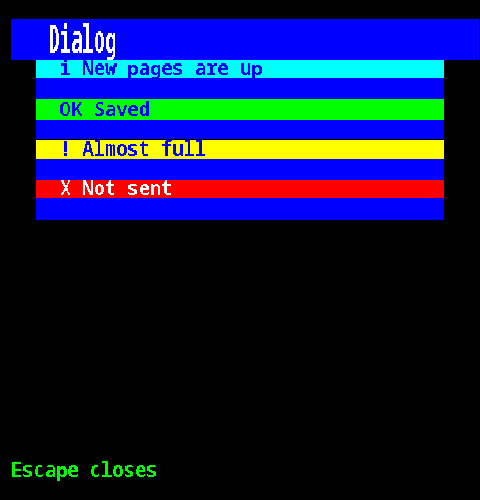 Dialog
i New pages are up
OK Saved
! Almost full
X Not sent
Escape closes